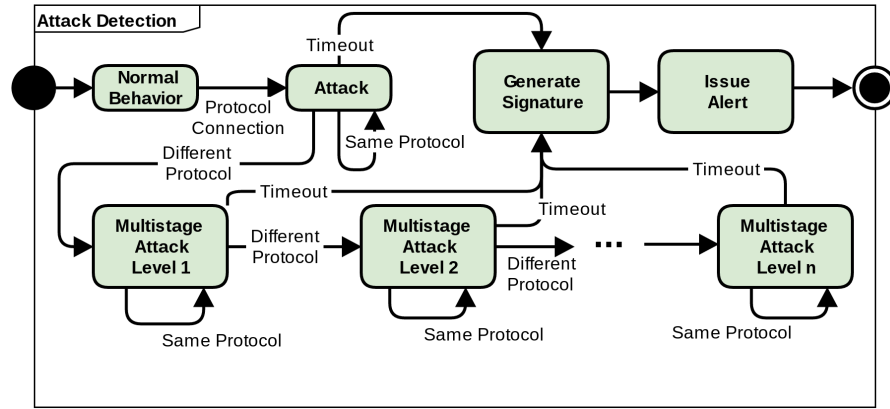 Attack Detection
Timeout
Normal
Behavior
Protocol
Connection
Attack
Same Protocol
Generate
Signature
Issue
Alert
Different
Protocol
Timeout
Timeout
Multistage
Attack
Level 1
Different
Protocol
Multistage
Attack
Level 2
Timeout
Different
Protocol
...
Multistage
Attack
Level n
Same Protocol
Same Protocol
Same Protocol